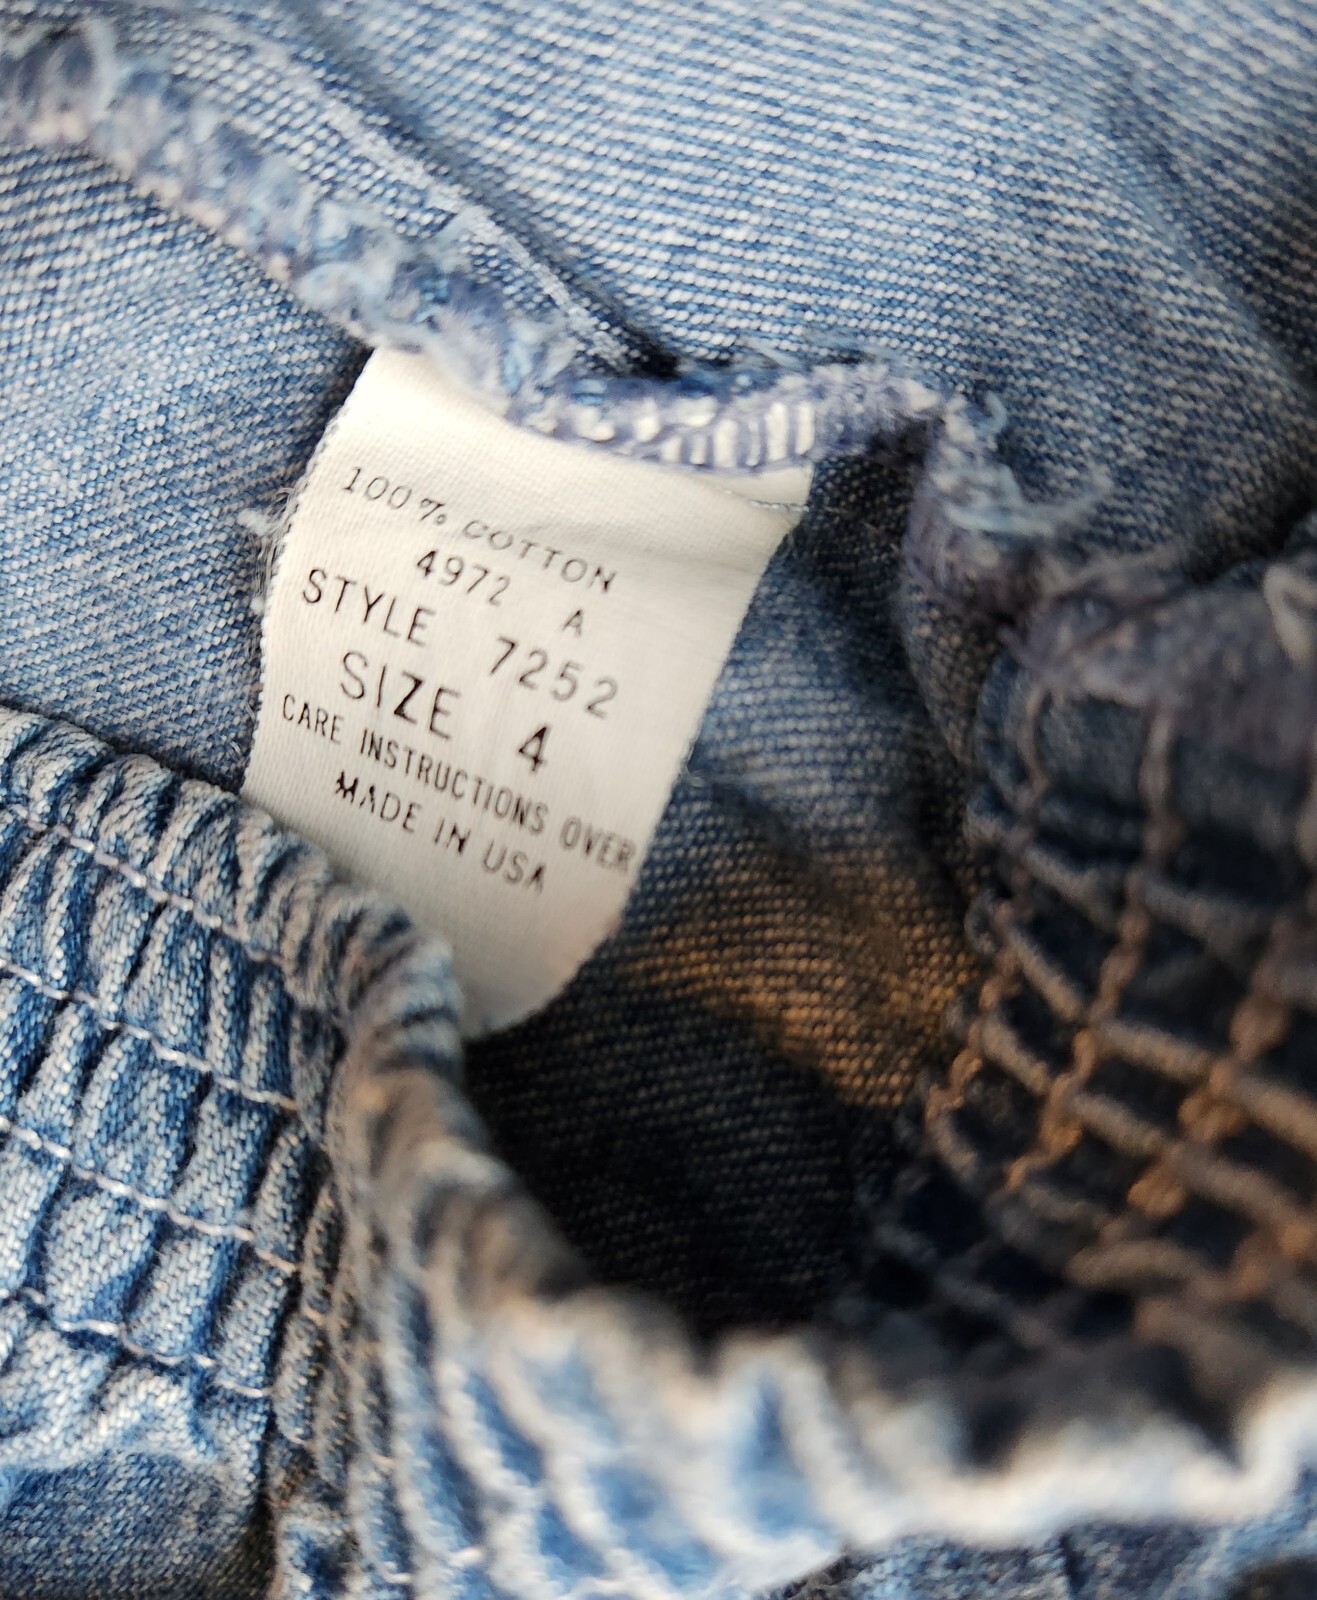 100% COTTON
4972 A
STYLE 7252
SIZE 4
CARE INSTRUCTIONS OVER
MADE IN USA